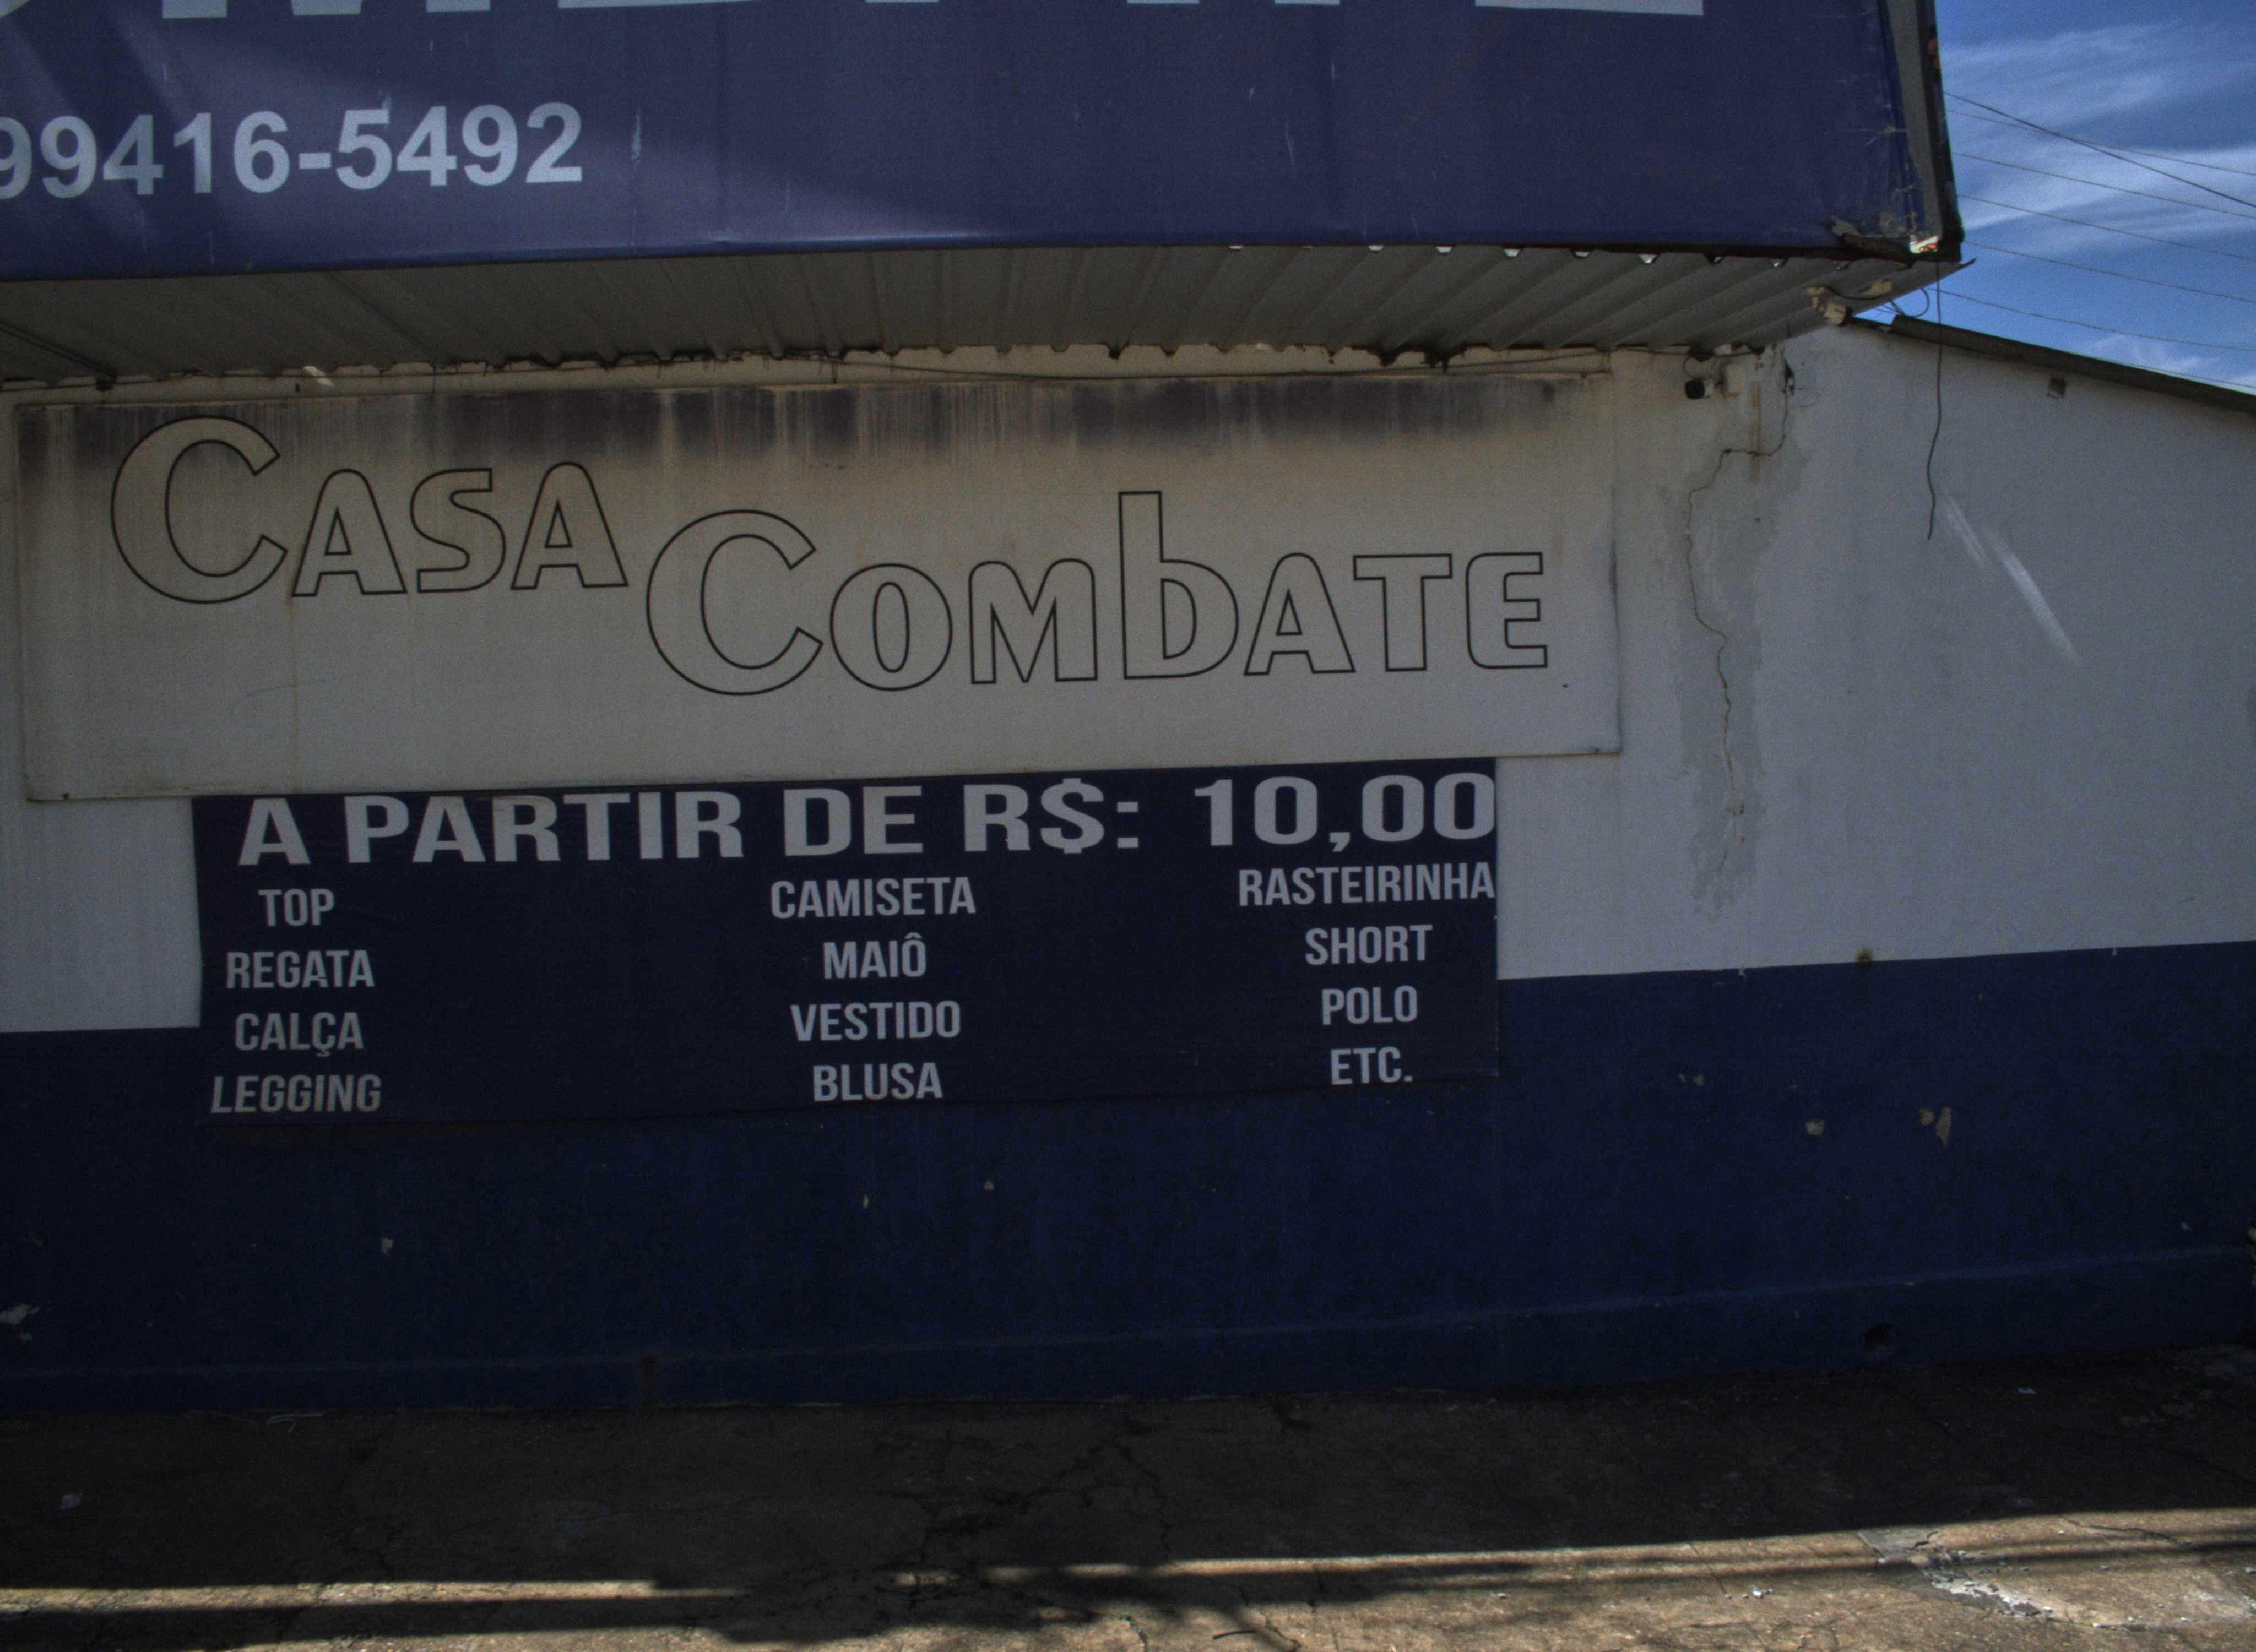 99416-5492
CASA COMbATE
A PARTIR DE R$: 10,00
TOP CAMISETA RASTEIRINHA
REGATA MAIÔ SHORT
CALÇA VESTIDO POLO
LEGGING BLUSA ETC.